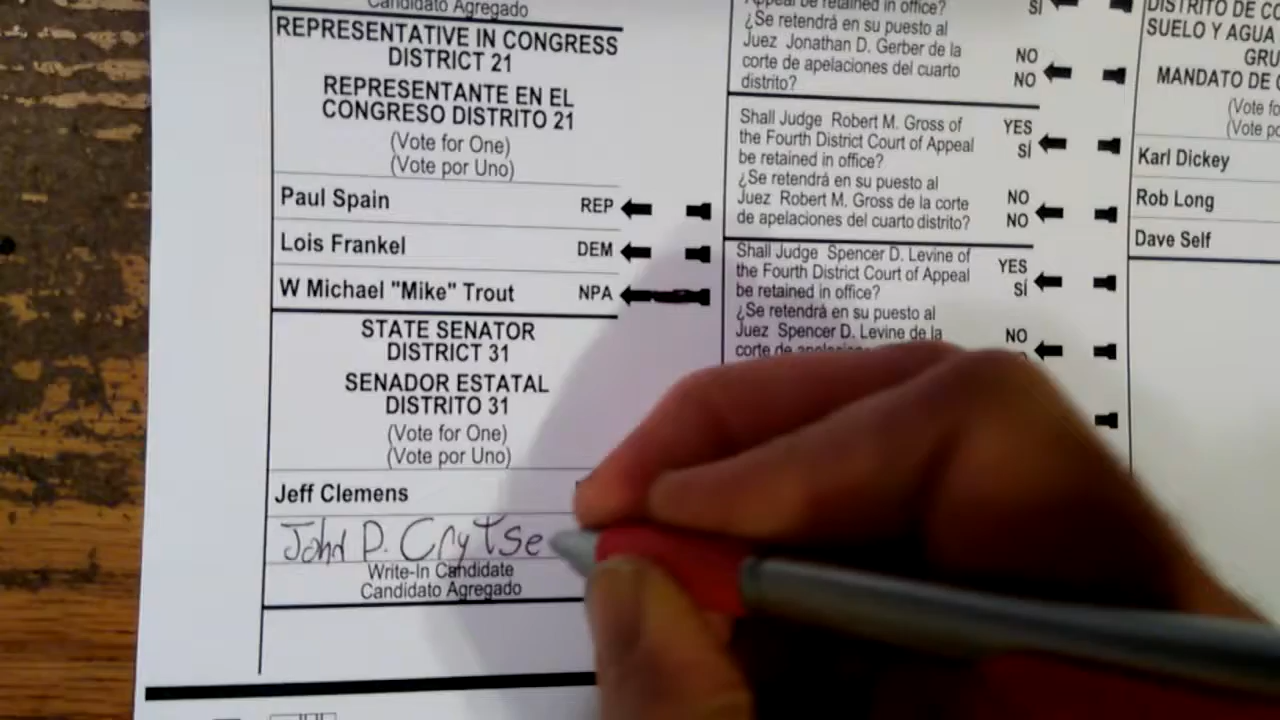 Candidato Agregado
REPRESENTATIVE IN CONGRESS
DISTRICT 21
REPRESENTANTE EN EL
CONGRESO DISTRITO 21
(Vote for One)
(Vote por Uno)
Paul Spain REP
Lois Frankel DEM
W Michael "Mike" Trout NPA
STATE SENATOR
DISTRICT 31
SENADOR ESTATAL
DISTRITO 31
(Vote for One)
(Vote por Uno)
Jeff Clemens
John P. Crytse
Write-In Candidate
Candidato Agregado
Appeal be retained in office? SÍ
¿Se retendrá en su puesto al
Juez Jonathan D. Gerber de la NO
corte de apelaciones del cuarto NO
distrito?
Shall Judge Robert M. Gross of YES
the Fourth District Court of Appeal SÍ
be retained in office?
¿Se retendrá en su puesto al
Juez Robert M. Gross de la corte NO
de apelaciones del cuarto distrito? NO
Shall Judge Spencer D. Levine of YES
the Fourth District Court of Appeal SÍ
be retained in office?
¿Se retendrá en su puesto al
Juez Spencer D. Levine de la NO
corte de
DISTRITO DE
SUELO Y AGUA
GRU
MANDATO DE
(Vote fo
(Vote po
Karl Dickey
Rob Long
Dave Self